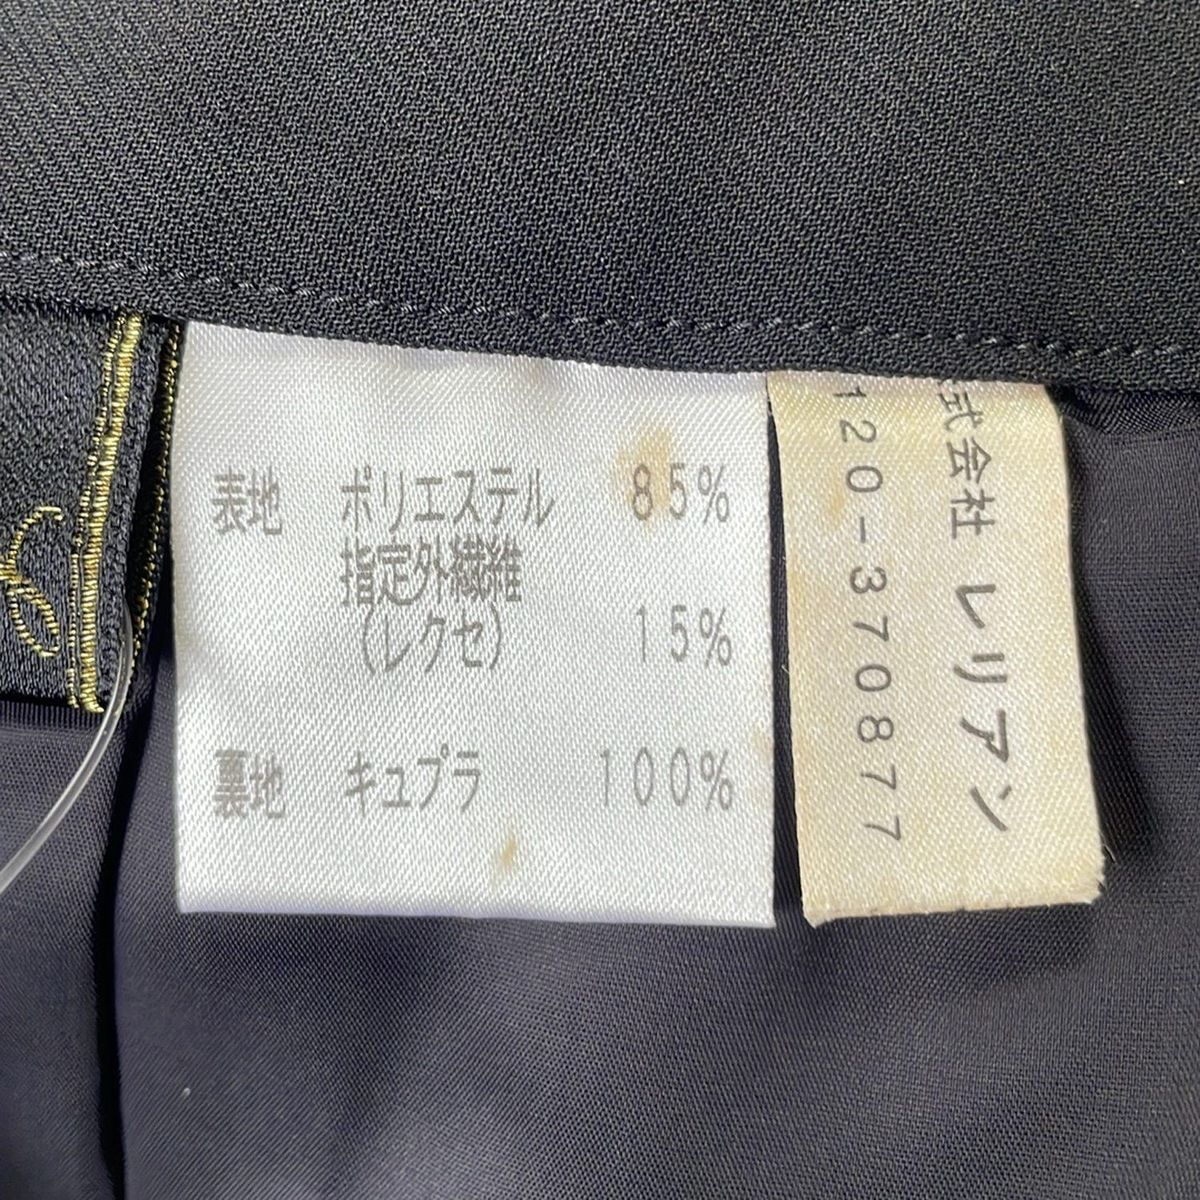 表地 ポリエステル 85%
指定外繊維
(レクセ) 15%
裏地 キュプラ 100%
式会社 レリアン
120-370877